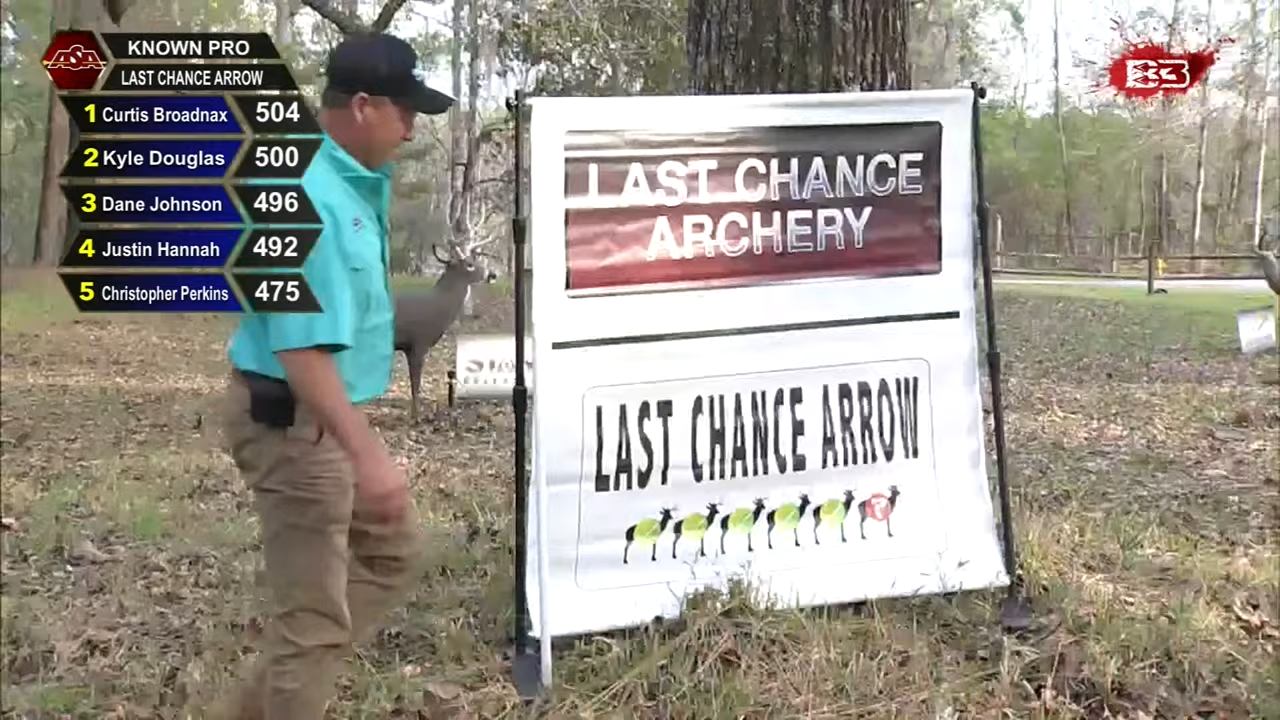 ASA
KNOWN PRO
LAST CHANCE ARROW
1 Curtis Broadnax 504
2 Kyle Douglas 500
3 Dane Johnson 496
4 Justin Hannah 492
5 Christopher Perkins 475
LAST CHANCE
ARCHERY
LAST CHANCE ARROW